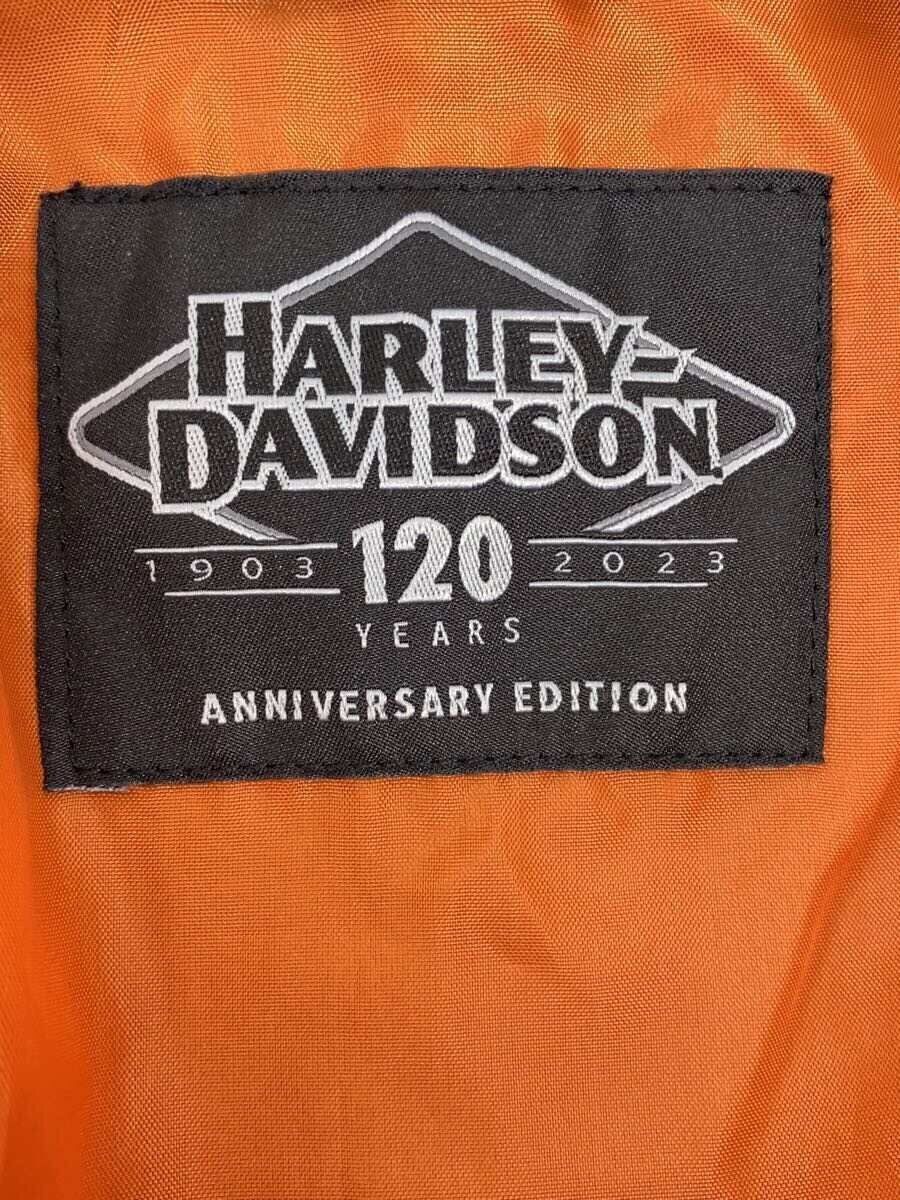 HARLEY-
DAVIDSON
1903 120 2023
YEARS
ANNIVERSARY EDITION